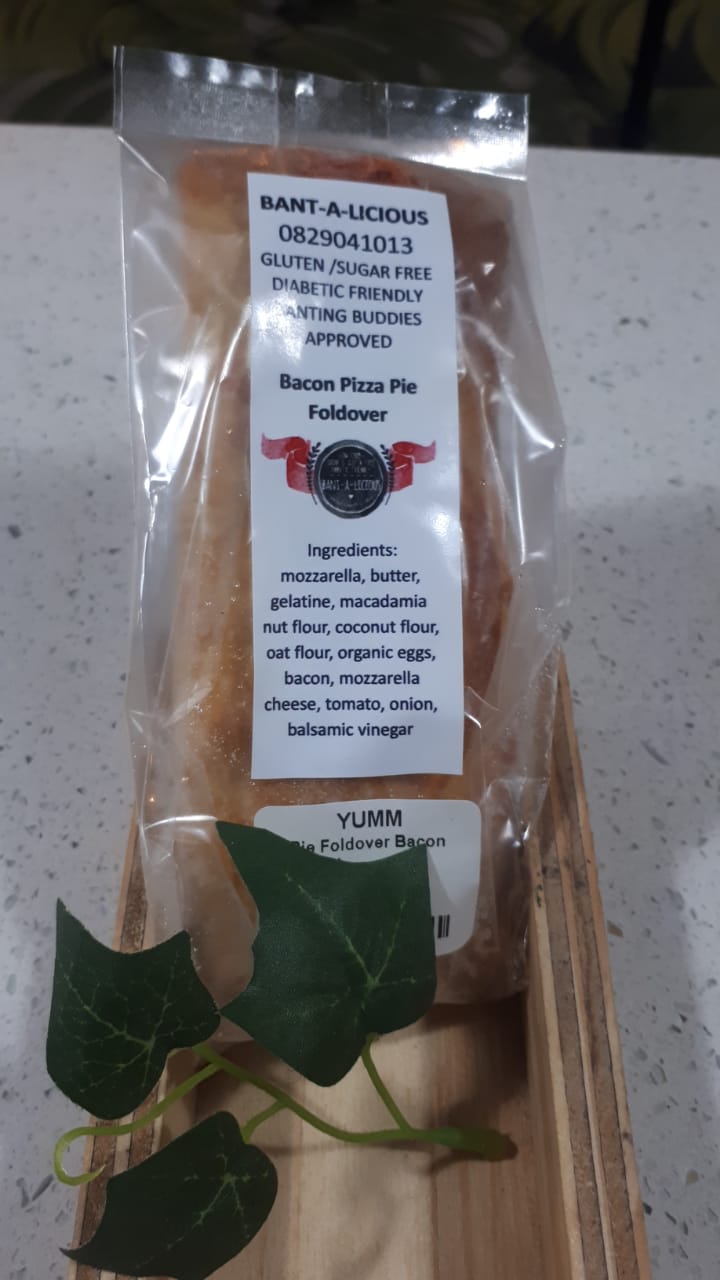 BANT-A-LICIOUS
0829041013
GLUTEN /SUGAR FREE
DIABETIC FRIENDLY
ANTING BUDDIES
APPROVED
Bacon Pizza Pie
Foldover
BANT-A-LICIOUS
Ingredients:
mozzarella, butter,
gelatine, macadamia
nut flour, coconut flour,
oat flour, organic eggs,
bacon, mozzarella
cheese, tomato, onion,
balsamic vinegar
YUMM
Pie Foldover Bacon